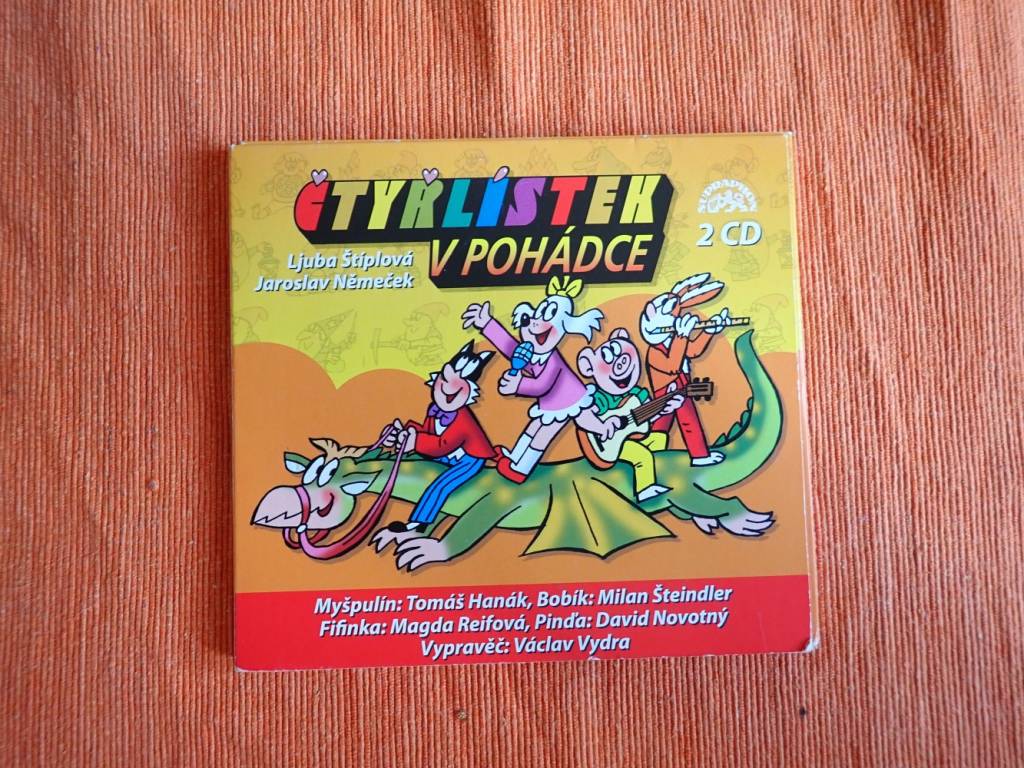 ČTYŘLÍSTEK
V POHÁDCE
Ljuba Štíplová
Jaroslav Němeček
SUPRAPHON
2 CD
Myšpulín: Tomáš Hanák, Bobík: Milan Šteindler
Fifinka: Magda Reifová, Pinďa: David Novotný
Vypravěč: Václav Vydra